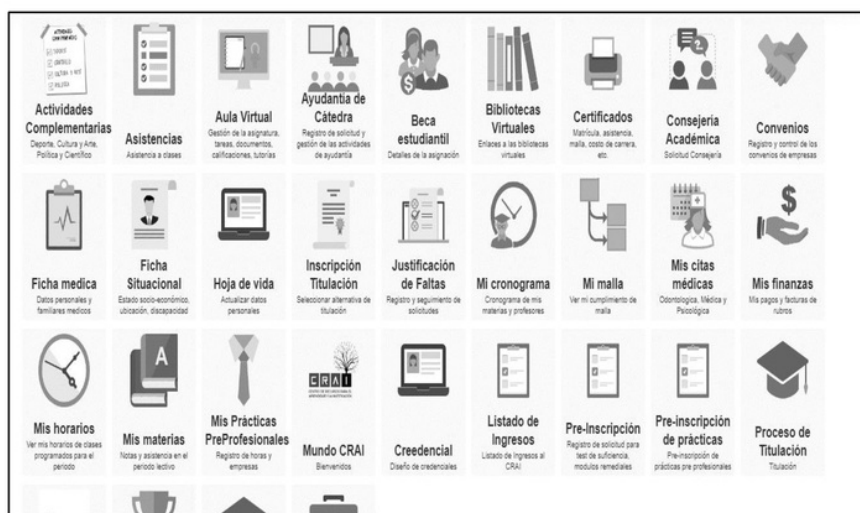 Actividades
Complementarias
Deporte, Cultura y Arte,
Política y Científico
Asistencias
Asistencia a clases
Aula Virtual
Gestión de la asignatura,
tareas, documentos,
calificaciones, tutorías
Ayudantía de
Cátedra
Registro de solicitud y
gestión de las actividades
de ayudantía
Beca
estudiantil
Detalles de la asignación
Bibliotecas
Virtuales
Enlaces a las bibliotecas
virtuales
Certificados
Matrícula, asistencia,
malla, costo de carrera,
etc.
Consejería
Académica
Solicitud Consejería
Convenios
Registro y control de los
convenios de empresas
Ficha medica
Datos personales y
familiares medicos
Ficha
Situacional
Estado socio-económico,
ubicación, discapacidad
Hoja de vida
Actualizar datos
personales
Inscripción
Titulación
Seleccionar alternativa de
titulación
Justificación
de Faltas
Registro y seguimiento de
solicitudes
Mi cronograma
Cronograma de mis
materias y profesores
Mi malla
Ver mi cumplimiento de
malla
Mis citas
médicas
Odontologica, Médica y
Psicológica
Mis finanzas
Mis pagos y facturas de
rubros
Mis horarios
Ver mis horarios de clases
programados para el
periodo
A
Mis materias
Notas y asistencia en el
periodo lectivo
Mis Prácticas
PreProfesionales
Registro de horas y
empresas
CRAI
Mundo CRAI
Bienvenidos
Creedencial
Diseño de credenciales
Listado de
Ingresos
Listado de Ingresos al
CRAI
Pre-Inscripción
Registro de solicitud para
test de suficiencia,
modulos remediales
Pre-inscripción
de prácticas
Pre-inscripción de
prácticas pre profesionales
Proceso de
Titulación
Titulación